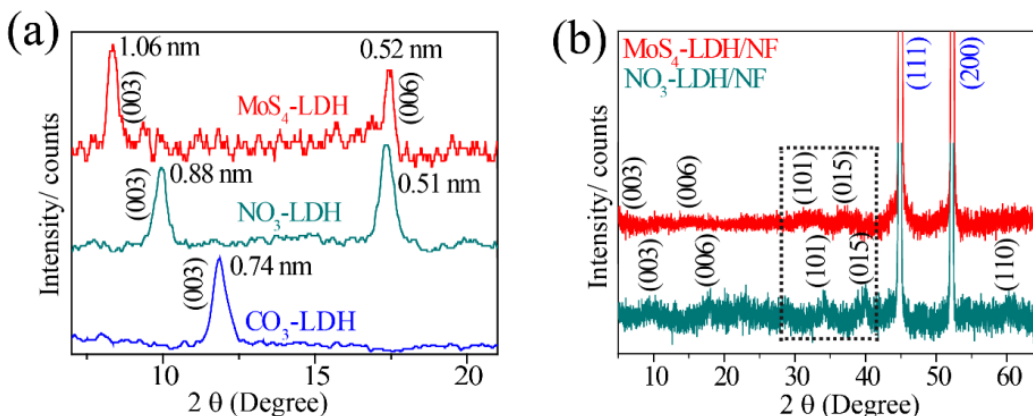 (a)
1.06 nm
0.52 nm
(003)
(006)
MoS₄-LDH
0.88 nm
0.51 nm
(003)
NO₃-LDH
0.74 nm
(003)
CO₃-LDH
Intensity/ counts
10 15 20
2 θ (Degree)
(b)
MoS₄-LDH/NF
NO₃-LDH/NF
(111)
(200)
(003)
(006)
(101)
(015)
(003)
(006)
(101)
(015)
(110)
Intensity/ counts
10 20 30 40 50 60
2 θ (Degree)